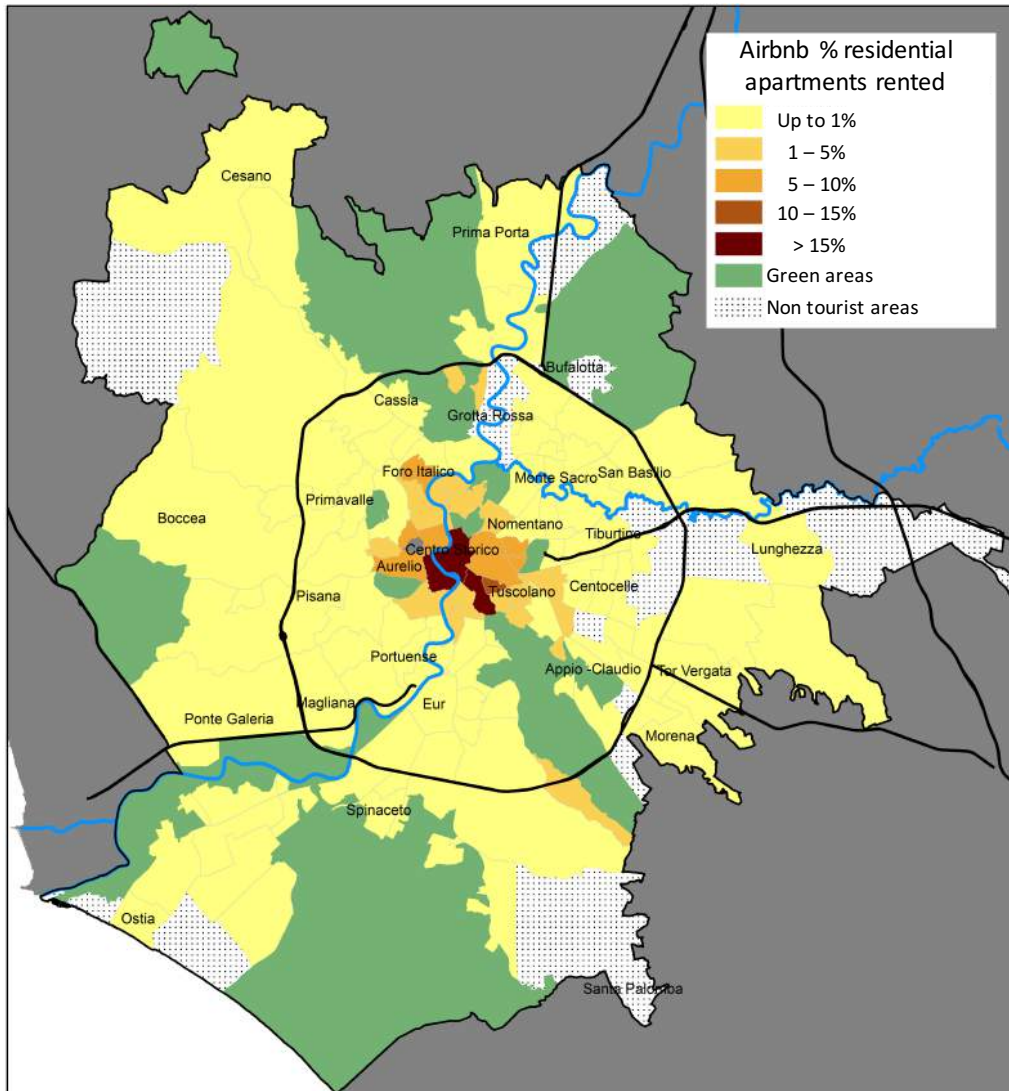 Airbnb % residential
apartments rented
Up to 1%
1 – 5%
5 – 10%
10 – 15%
> 15%
Green areas
Non tourist areas
Cesano
Prima Porta
Bufalotta
Cassia
Grotta Rossa
Foro Italico
Monte Sacro
San Basilio
Primavalle
Boccea
Nomentano
Tiburtino
Centro Storico
Lunghezza
Aurelio
Centocelle
Pisana
Tuscolano
Portuense
Appio -Claudio
Tor Vergata
Magliana
Eur
Ponte Galeria
Morena
Spinaceto
Ostia
Santa Palomba